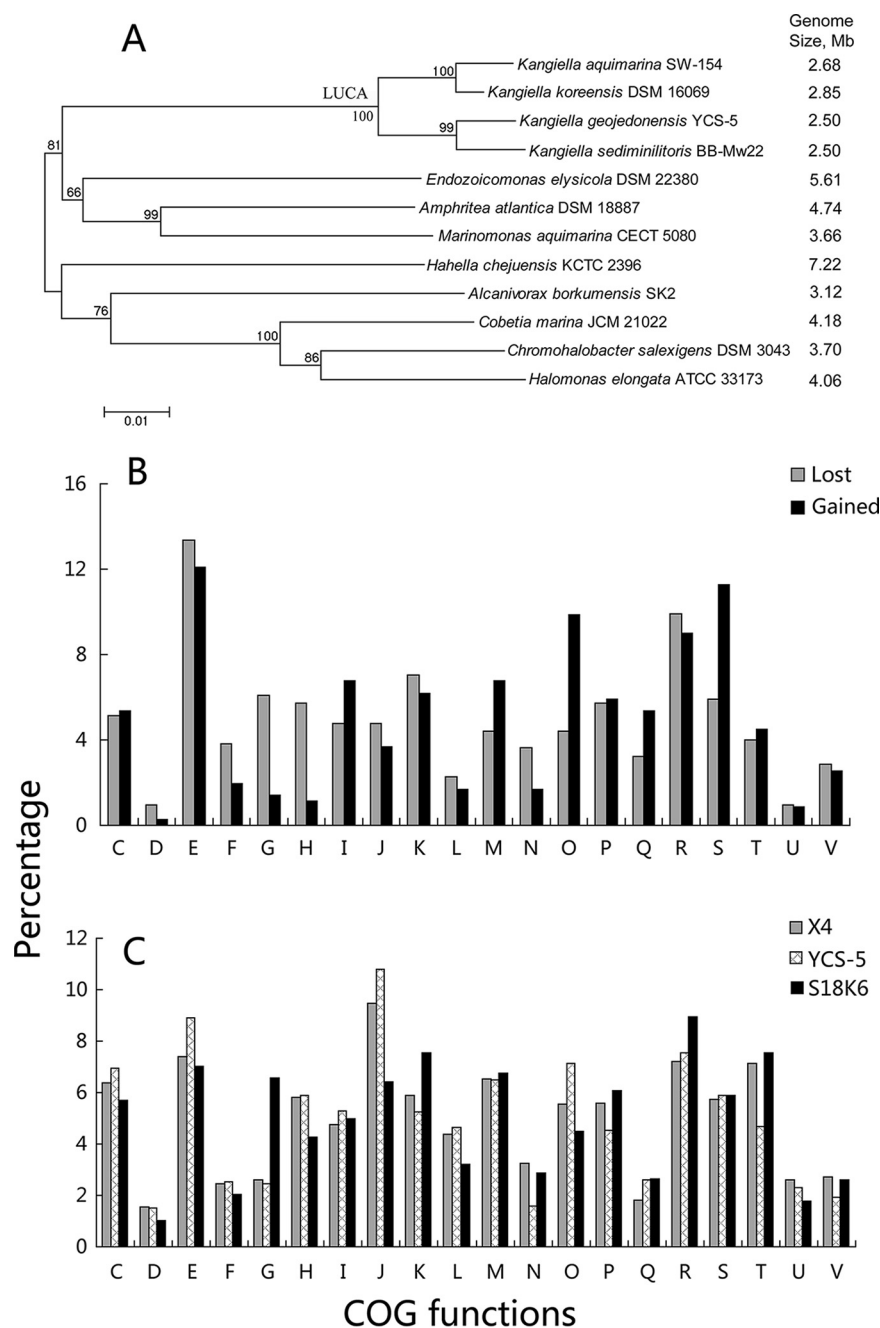 A
Genome
Size, Mb
Kangiella aquimarina SW-154 2.68
100
LUCA
Kangiella koreensis DSM 16069 2.85
100
Kangiella geojedonensis YCS-5 2.50
99
Kangiella sediminilitoris BB-Mw22 2.50
81
Endozoicomonas elysicola DSM 22380 5.61
66
Amphritea atlantica DSM 18887 4.74
99
Marinomonas aquimarina CECT 5080 3.66
Hahella chejuensis KCTC 2396 7.22
Alcanivorax borkumensis SK2 3.12
76
Cobetia marina JCM 21022 4.18
100
Chromohalobacter salexigens DSM 3043 3.70
86
Halomonas elongata ATCC 33173 4.06
0.01
B
Lost
Gained
16
12
8
4
0
C D E F G H I J K L M N O P Q R S T U V
Percentage
C
X4
YCS-5
S18K6
12
10
8
6
4
2
0
C D E F G H I J K L M N O P Q R S T U V
COG functions